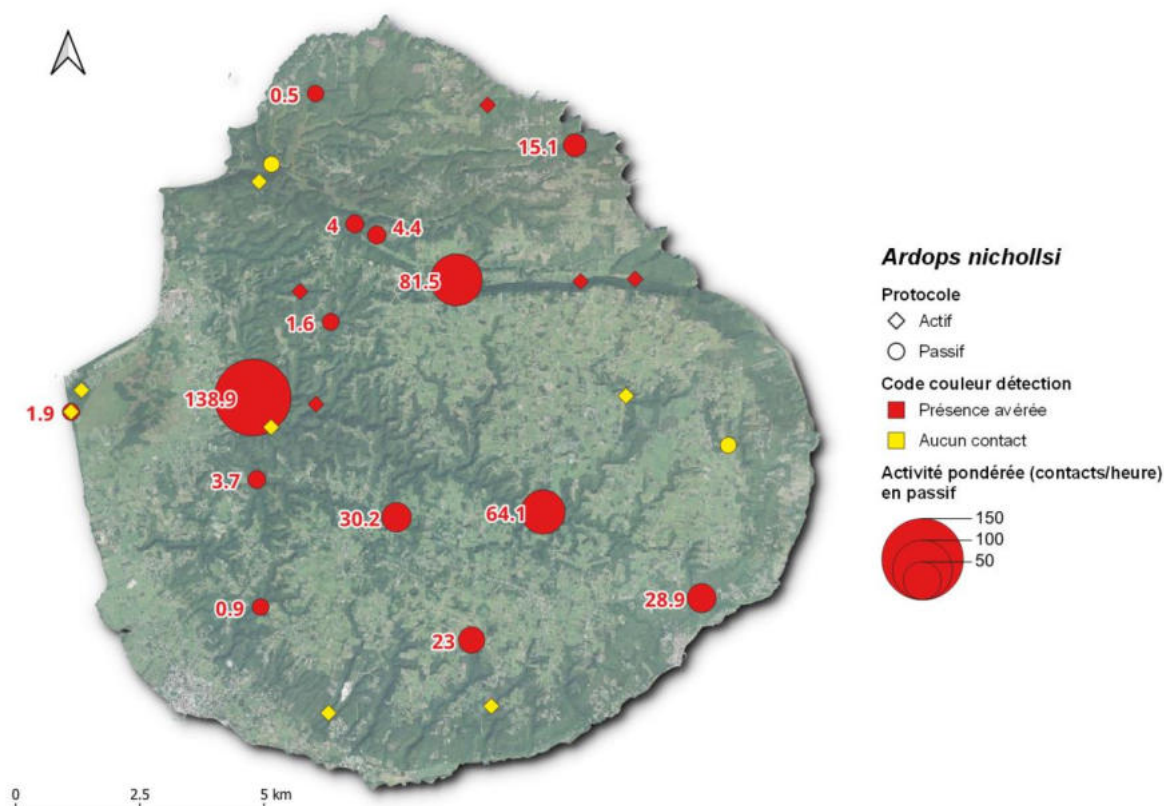 0.5
15.1
4
4.4
81.5
1.6
138.9
1.9
3.7
30.2
64.1
28.9
0.9
23
0 2.5 5 km
Ardops nichollsi
Protocole
Actif
Passif
Code couleur détection
Présence avérée
Aucun contact
Activité pondérée (contacts/heure)
en passif
150
100
50